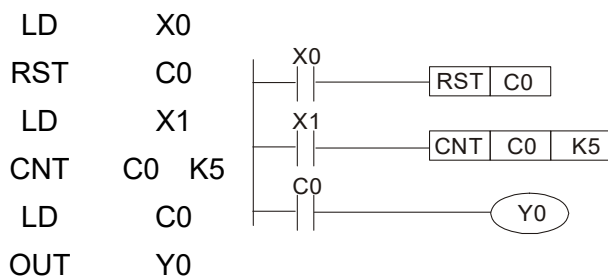 LD X0
RST C0
LD X1
CNT C0 K5
LD C0
OUT Y0
X0
RST C0
X1
CNT C0 K5
C0
Y0